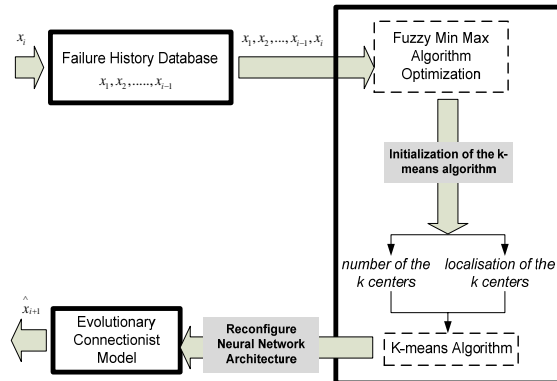 x_i
Failure History Database
x_1, x_2, ....., x_{i-1}
x_1, x_2, ..., x_{i-1}, x_i
Fuzzy Min Max
Algorithm
Optimization
Initialization of the k-
means algorithm
number of the
k centers
localisation of the
k centers
K-means Algorithm
Reconfigure
Neural Network
Architecture
Evolutionary
Connectionist
Model
x̂_{i+1}